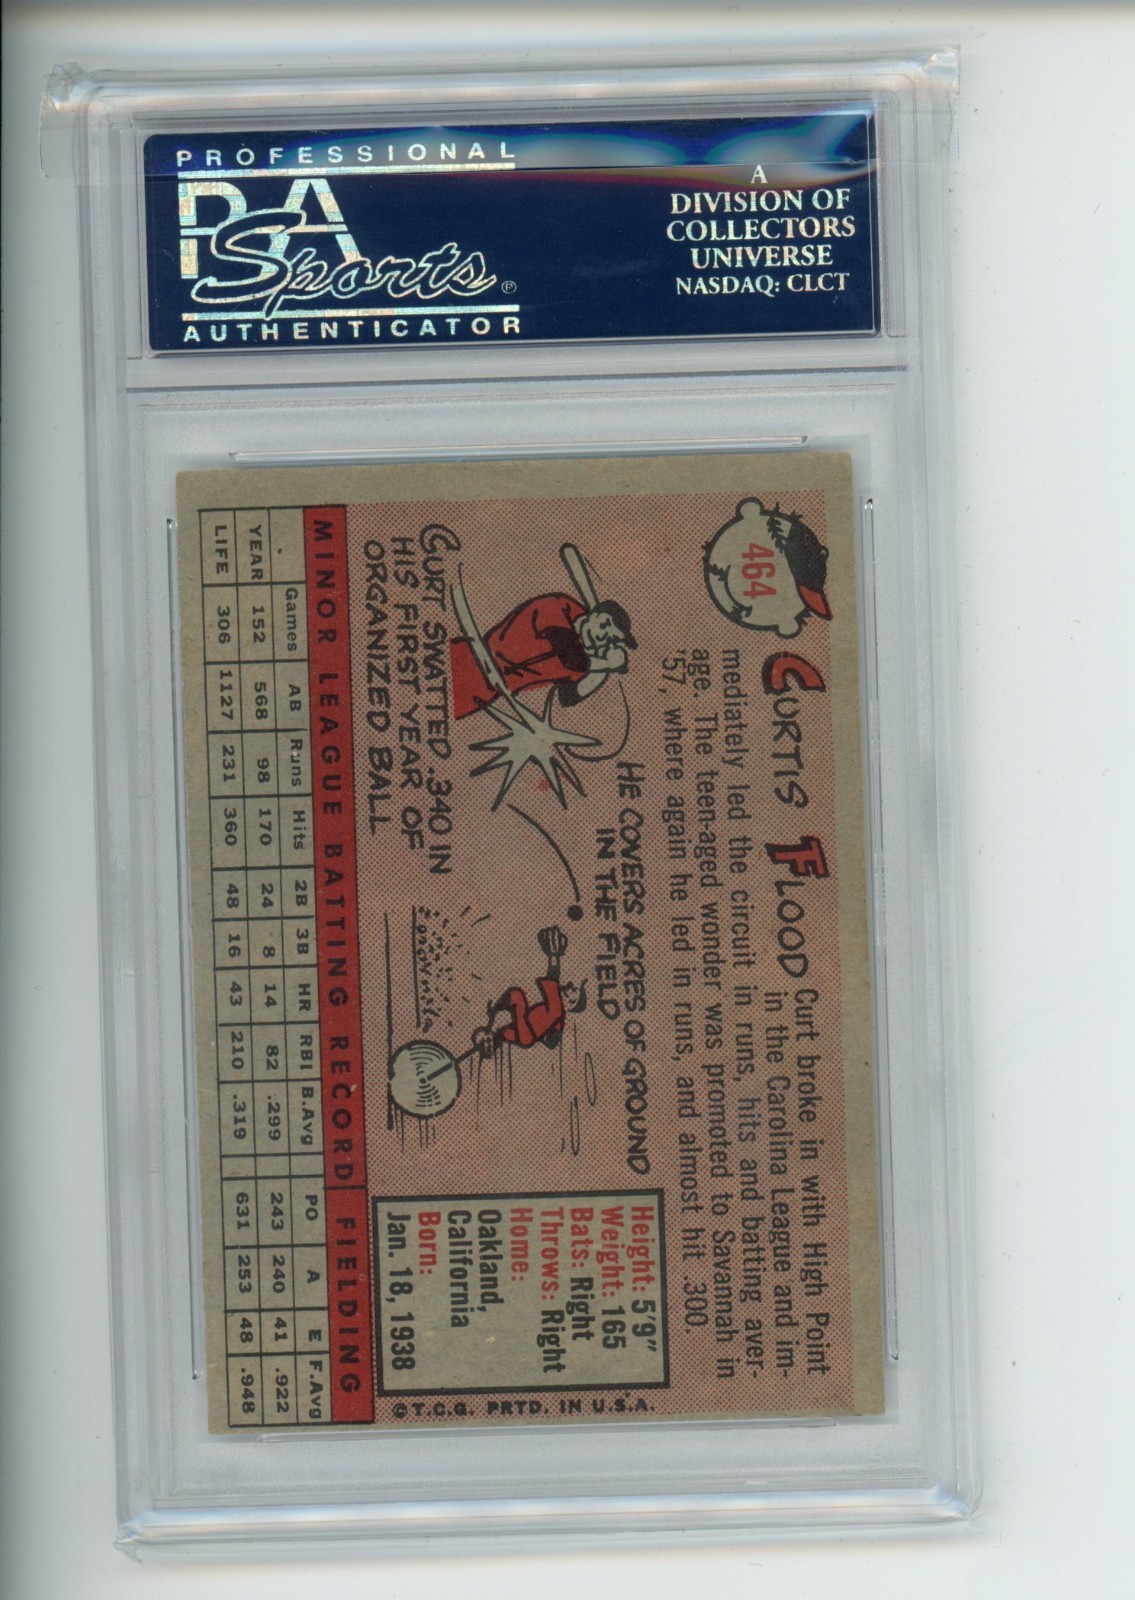 PROFESSIONAL
PSA
Sports ®
AUTHENTICATOR
A
DIVISION OF
COLLECTORS
UNIVERSE
NASDAQ: CLCT
464
CURTIS FLOOD
Curt broke in with High Point
in the Carolina League and im-
mediately led the circuit in runs, hits and batting aver-
age. The teen-aged wonder was promoted to Savannah in
'57, where again he led in runs, and almost hit .300.
HE COVERS ACRES OF GROUND
IN THE FIELD
CURT SWATTED .340 IN
HIS FIRST YEAR OF
ORGANIZED BALL
Height: 5'9"
Weight: 165
Bats: Right
Throws: Right
Home:
Oakland,
California
Born:
Jan. 18, 1938
© T.C.G. PRTD. IN U.S.A.
MINOR LEAGUE BATTING RECORD FIELDING
Games AB Runs Hits 2B 3B HR RBI B.Avg PO A E F.Avg
YEAR 152 568 98 170 24 8 14 82 .299 243 240 41 .922
LIFE 306 1127 231 360 48 16 43 210 .319 631 253 48 .948